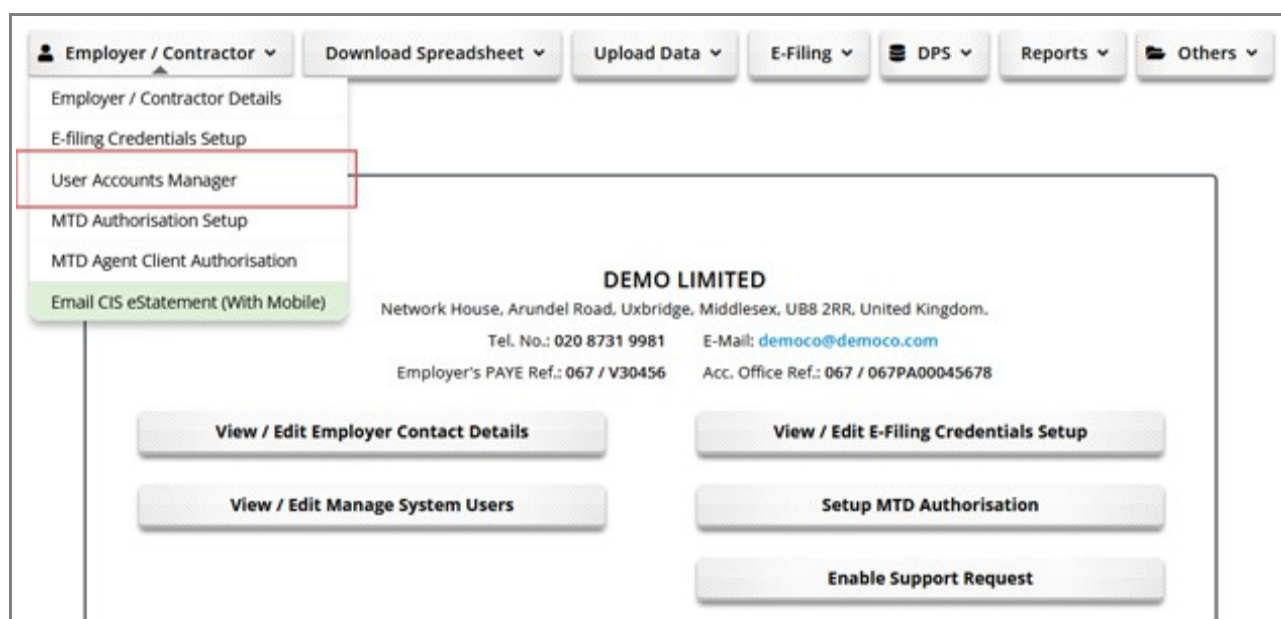 Employer / Contractor Download Spreadsheet Upload Data E-Filing DPS Reports Others
Employer / Contractor Details
E-filing Credentials Setup
User Accounts Manager
MTD Authorisation Setup
MTD Agent Client Authorisation
Email CIS eStatement (With Mobile)
DEMO LIMITED
Network House, Arundel Road, Uxbridge, Middlesex, UB8 2RR, United Kingdom.
Tel. No.: 020 8731 9981 E-Mail: democo@democo.com
Employer's PAYE Ref.: 067 / V30456 Acc. Office Ref.: 067 / 067PA00045678
View / Edit Employer Contact Details View / Edit E-Filing Credentials Setup
View / Edit Manage System Users Setup MTD Authorisation
Enable Support Request